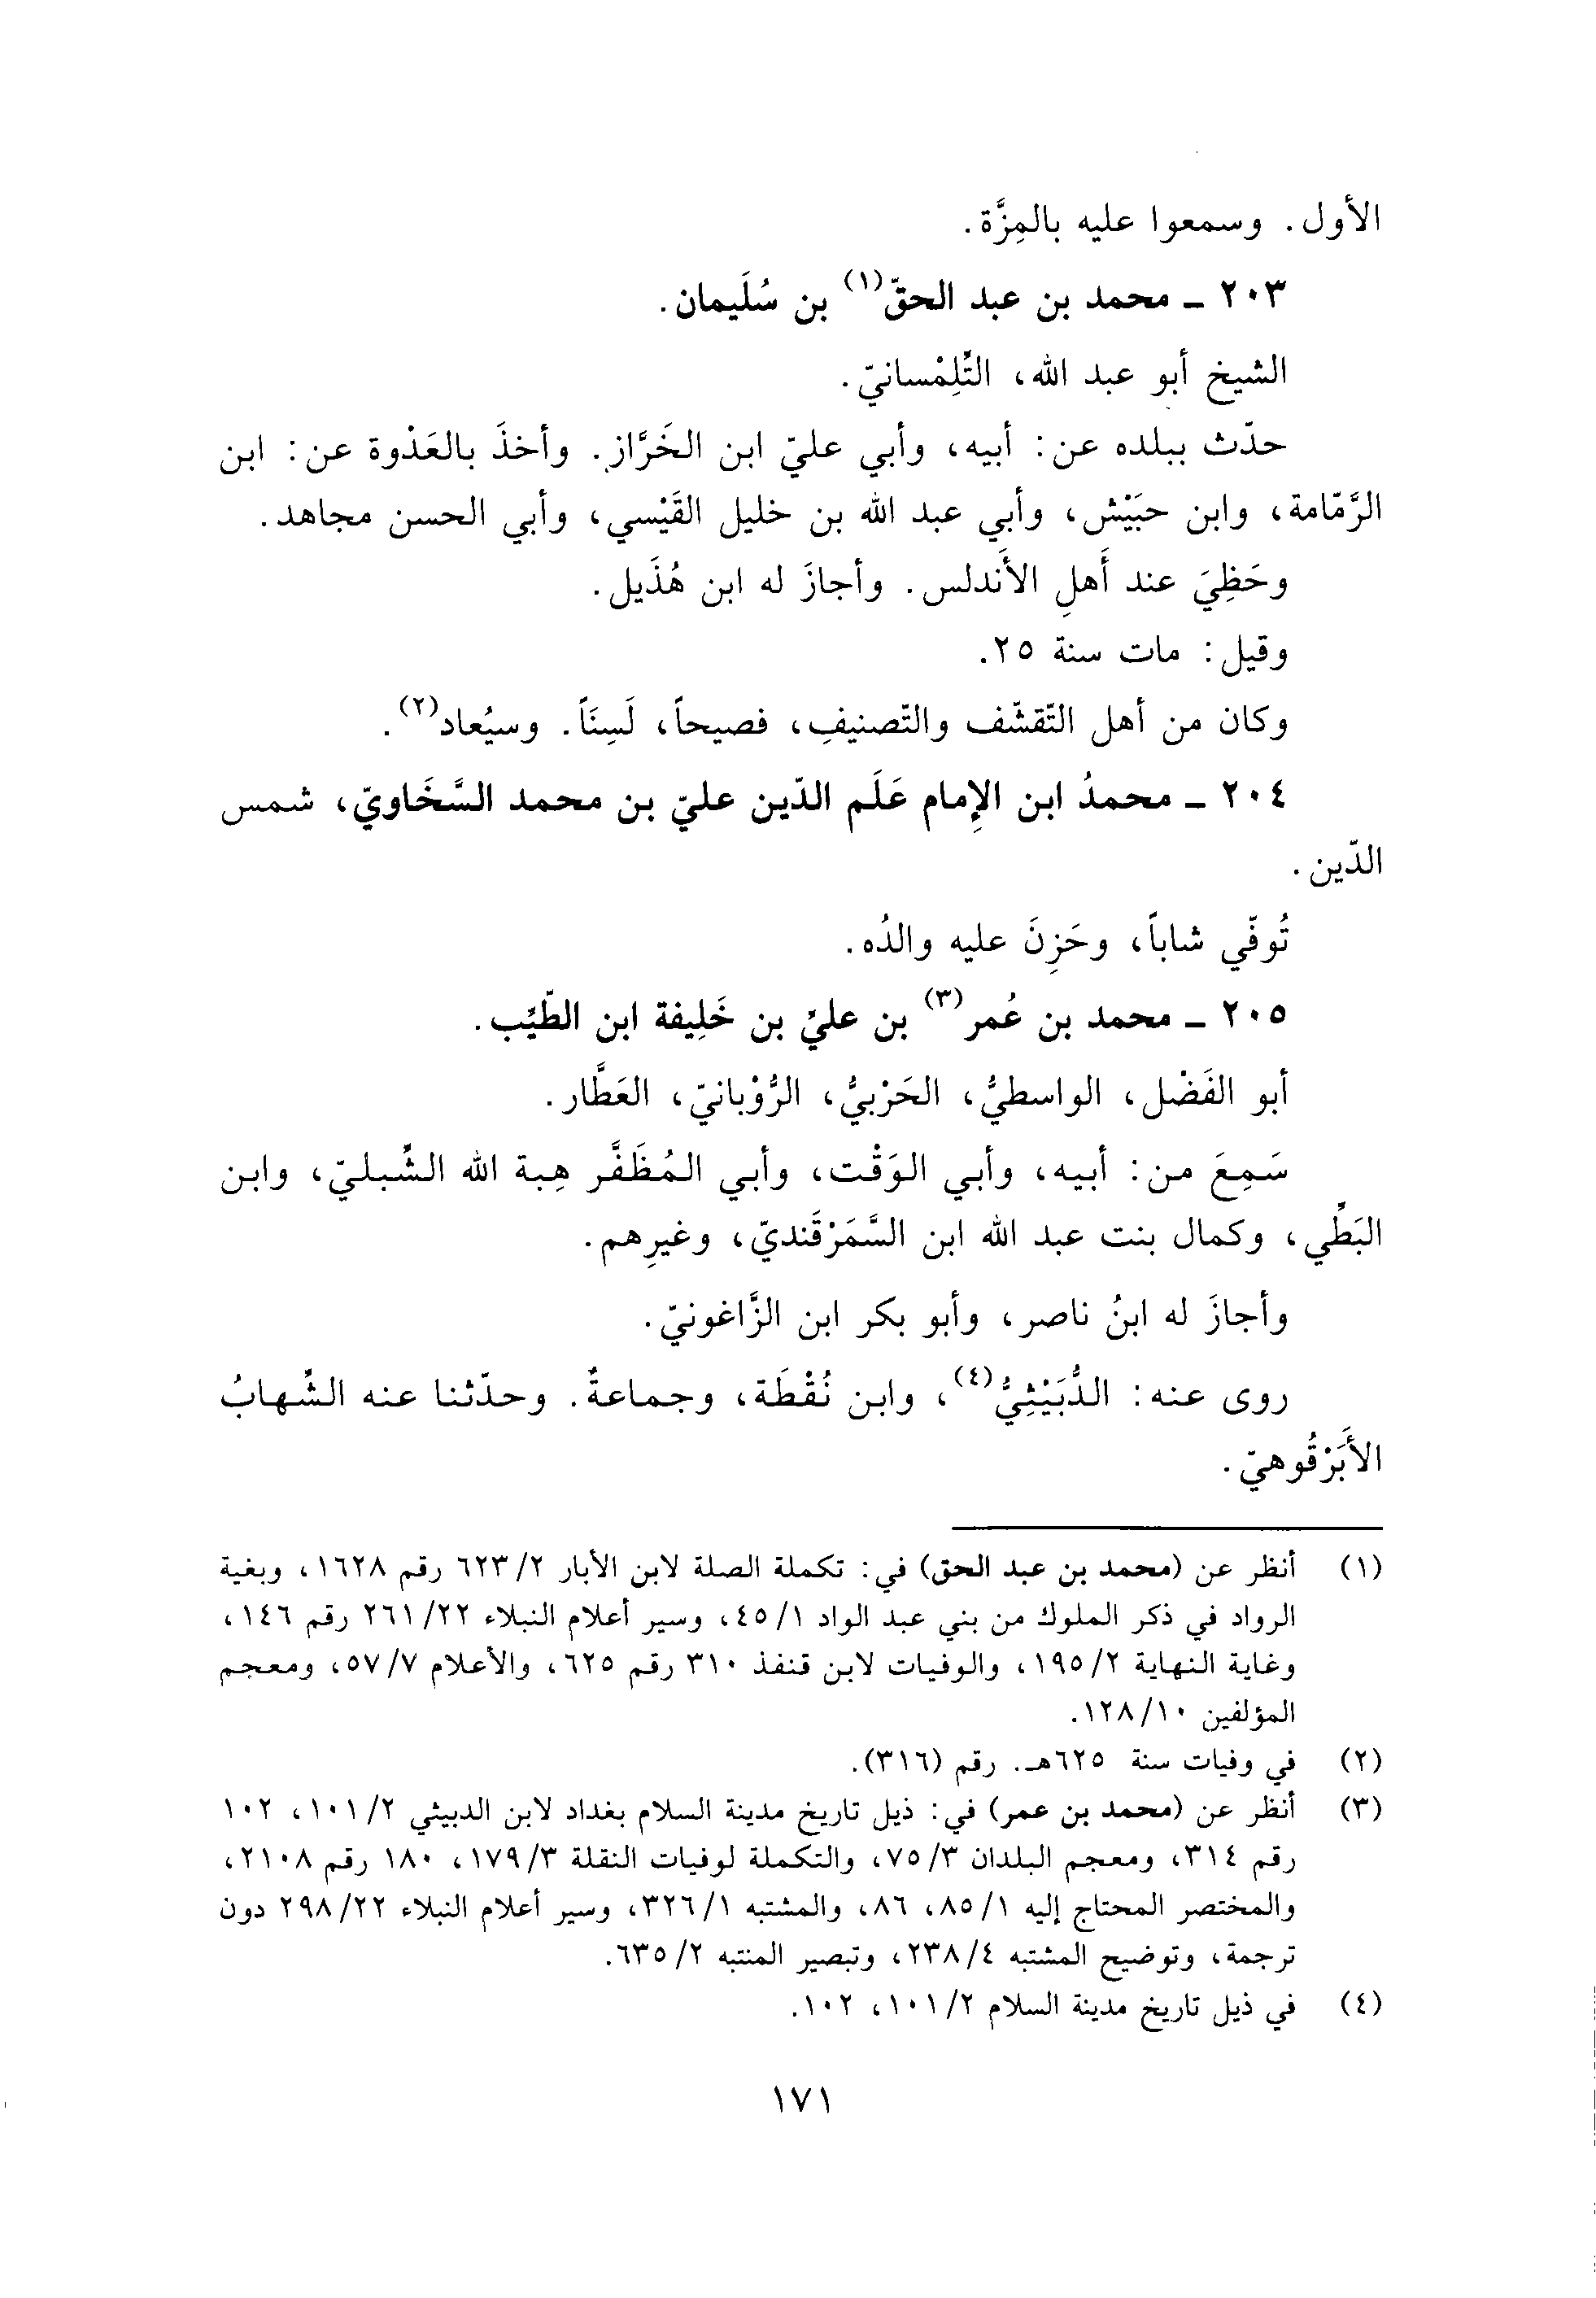 الأول. وسمعوا عليه بالمِزَّة.
٢٠٣ ـ محمد بن عبد الحقّ(١) بن سُلَيمان.
الشيخ أبو عبد الله، التِّلِمْسانيّ.
حدّث ببلده عن: أبيه، وأبي عليّ ابن الخَرَّاز. وأخذَ بالعَدْوة عن: ابن
الرَّمّامة، وابن حبَيْش، وأبي عبد الله بن خليل القَيْسي، وأبي الحسن مجاهد.
وحَظِيَ عند أَهلِ الأَندلس. وأجازَ له ابن هُذَيل.
وقيل: مات سنة ٢٥.
وكان من أهل التّقشّف والتّصنيفِ، فصيحاً، لَسِنَاً. وسيُعاد(٢).
٢٠٤ ـ محمدُ ابن الإِمام عَلَم الدّين عليّ بن محمد السَّخَاويّ، شمس
الدّين.
تُوفّي شاباً، وحَزِنَ عليه والدُه.
٢٠٥ ـ محمد بن عُمر(٣) بن عليّ بن خَلِيفة ابن الطّيِّب.
أبو الفَضْل، الواسطيُّ، الحَرْبيُّ، الرُّوْبانيّ، العَطَّار.
سَمِعَ من: أبيه، وأبي الوَقْت، وأبي المُظَفَّر هِبة الله الشِّبليّ، وابن
البَطِّي، وكمال بنت عبد الله ابن السَّمَرْقَنديّ، وغيرِهم.
وأجازَ له ابنُ ناصر، وأبو بكر ابن الزَّاغونيّ.
روى عنه: الدُّبَيْثِيُّ(٤)، وابن نُقْطَة، وجماعةٌ. وحدّثنا عنه الشِّهابُ
الأَبَرْقُوهيّ.
(١) أنظر عن (محمد بن عبد الحق) في: تكملة الصلة لابن الأبار ٢/ ٦٢٣ رقم ١٦٢٨، وبغية
الرواد في ذكر الملوك من بني عبد الواد ١/ ٤٥، وسير أعلام النبلاء ٢٢/ ٢٦١ رقم ١٤٦،
وغاية النهاية ٢/ ١٩٥، والوفيات لابن قنفذ ٣١٠ رقم ٦٢٥، والأعلام ٧/ ٥٧، ومعجم
المؤلفين ١٠/ ١٢٨.
(٢) في وفيات سنة ٦٢٥هـ. رقم (٣١٦).
(٣) أنظر عن (محمد بن عمر) في: ذيل تاريخ مدينة السلام بغداد لابن الدبيثي ٢/ ١٠١، ١٠٢
رقم ٣١٤، ومعجم البلدان ٣/ ٧٥، والتكملة لوفيات النقلة ٣/ ١٧٩، ١٨٠ رقم ٢١٠٨،
والمختصر المحتاج إليه ١/ ٨٥، ٨٦، والمشتبه ١/ ٣٢٦، وسير أعلام النبلاء ٢٢/ ٢٩٨ دون
ترجمة، وتوضيح المشتبه ٤/ ٢٣٨، وتبصير المنتبه ٢/ ٦٣٥.
(٤) في ذيل تاريخ مدينة السلام ٢/ ١٠١، ١٠٢.
١٧١